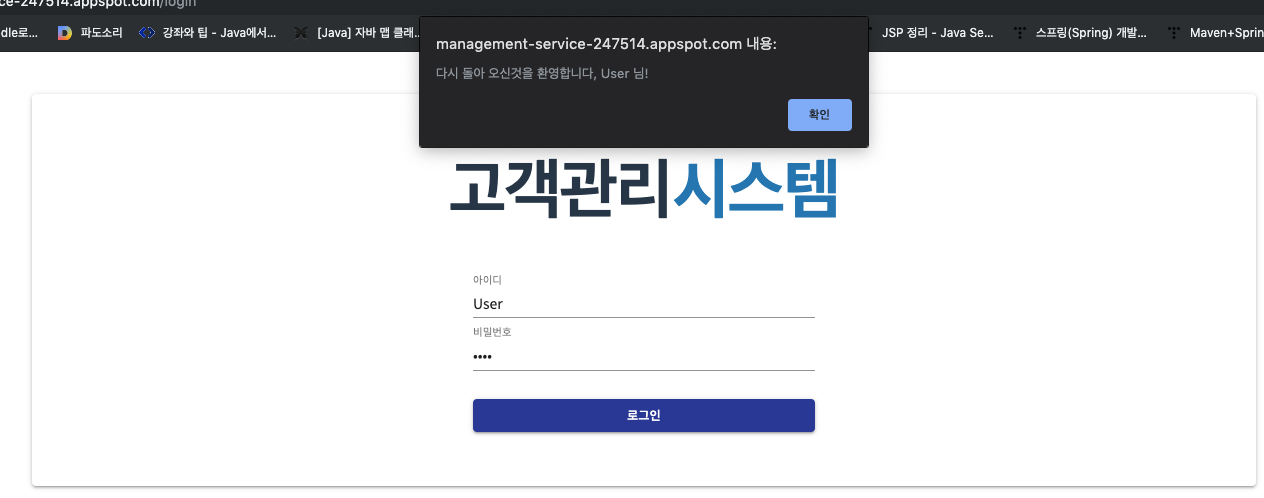 ce-247514.appspot.com/login
dle로... 파도소리 강좌와 팁 - Java에서... [Java] 자바 맵 클래... JSP 정리 - Java Se... 스프링(Spring) 개발... Maven+Sprin
management-service-247514.appspot.com 내용:
다시 돌아 오신것을 환영합니다, User 님!
확인
고객관리시스템
아이디
User
비밀번호
••••
로그인